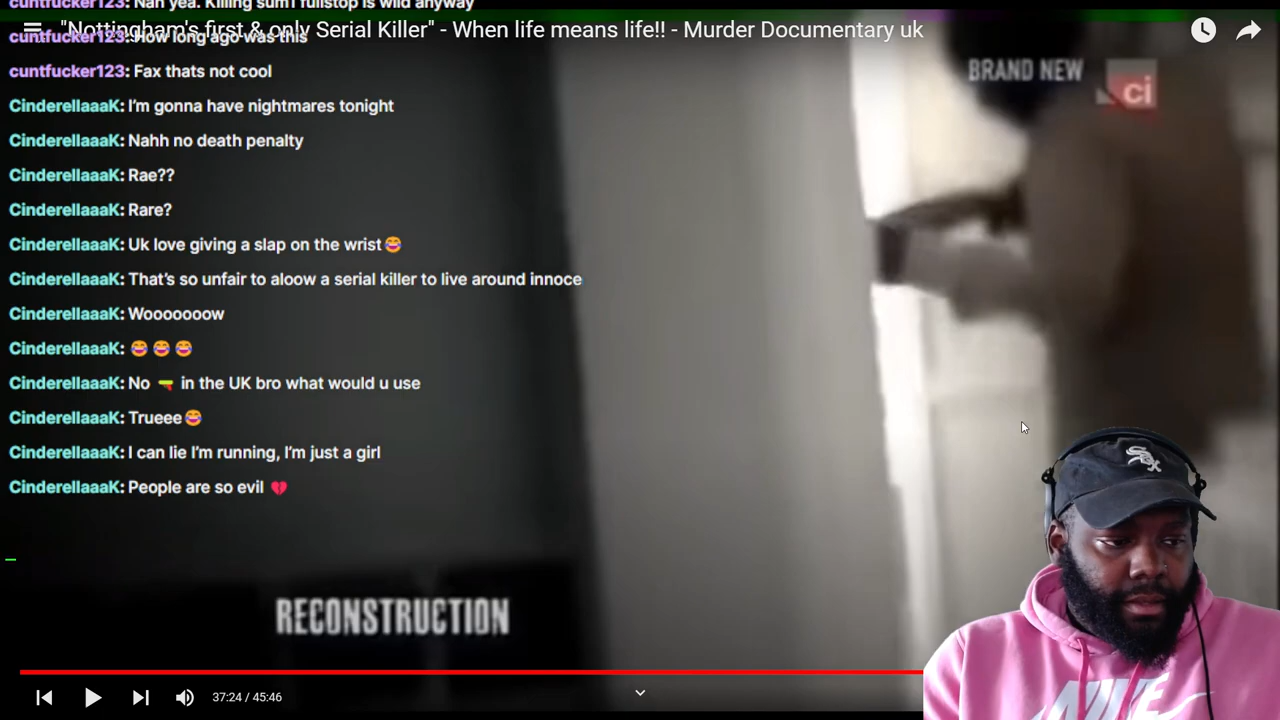 cuntfucker123: Nah yea. Killing sum1 fullstop is wild anyway
"Nottingham's first & only Serial Killer" - When life means life!! - Murder Documentary uk
cuntfucker123: How long ago was this
BRAND NEW
ci
cuntfucker123: Fax thats not cool
CinderellaaaK: I'm gonna have nightmares tonight
CinderellaaaK: Nahh no death penalty
CinderellaaaK: Rae??
CinderellaaaK: Rare?
CinderellaaaK: Uk love giving a slap on the wrist😂
CinderellaaaK: That's so unfair to aloow a serial killer to live around innoce
CinderellaaaK: Wooooooow
CinderellaaaK: 😂 😂 😂
CinderellaaaK: No 🔫 in the UK bro what would u use
CinderellaaaK: Trueee😂
CinderellaaaK: I can lie I'm running, I'm just a girl
CinderellaaaK: People are so evil 💔
Sox
RECONSTRUCTION
37:24 / 45:46
NIKE